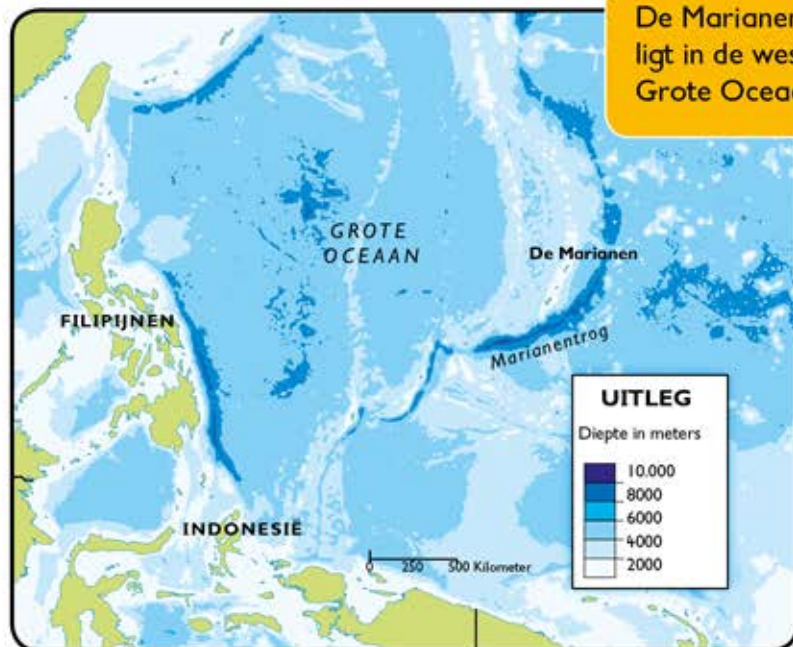 De Marianen
ligt in de wes
Grote Ocea
GROTE
OCEAAN
De Marianen
FILIPIJNEN
Marianentrog
UITLEG
Diepte in meters
10.000
8000
6000
4000
2000
INDONESIË
0 250 500 Kilometer